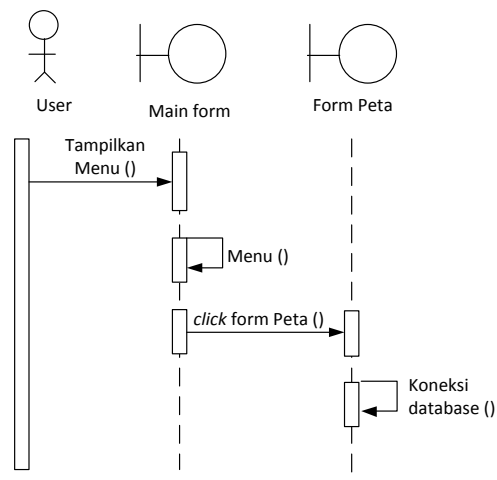 User
Main form
Form Peta
Tampilkan
Menu ()
Menu ()
click form Peta ()
Koneksi
database ()